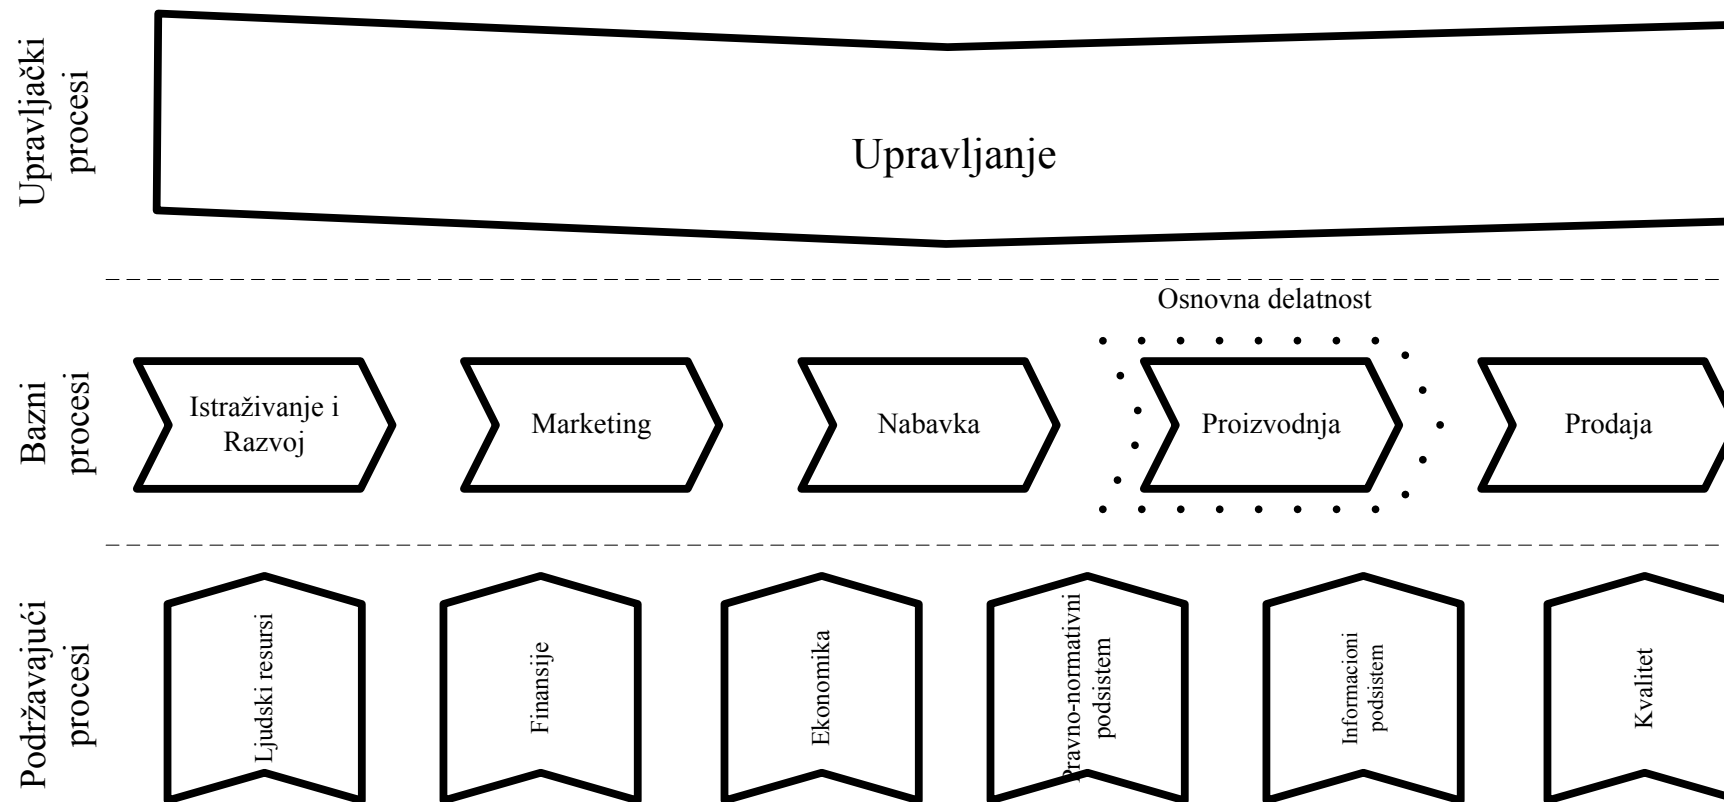 Upravljački
procesi
Upravljanje
Osnovna delatnost
Bazni
procesi
Istraživanje i
Razvoj
Marketing
Nabavka
Proizvodnja
Prodaja
Podržavajući
procesi
Ljudski resursi
Finansije
Ekonomika
Pravno-normativni
podsistem
Informacioni
podsistem
Kvalitet